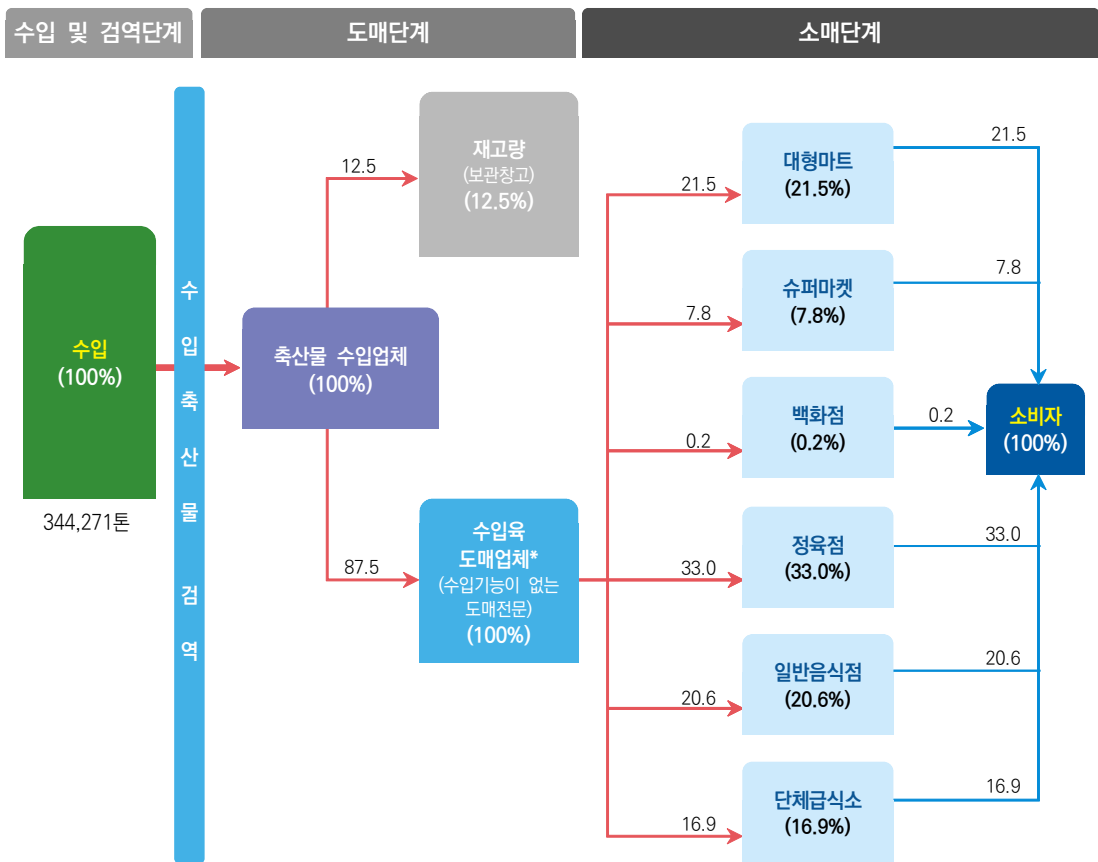 수입 및 검역단계
도매단계
소매단계
수입
(100%)
344,271톤
수입축산물 검역
축산물 수입업체
(100%)
12.5
재고량
(보관창고)
(12.5%)
87.5
수입육
도매업체*
(수입기능이 없는
도매전문)
(100%)
21.5
대형마트
(21.5%)
21.5
7.8
슈퍼마켓
(7.8%)
7.8
0.2
백화점
(0.2%)
0.2
소비자
(100%)
33.0
정육점
(33.0%)
33.0
20.6
일반음식점
(20.6%)
20.6
16.9
단체급식소
(16.9%)
16.9